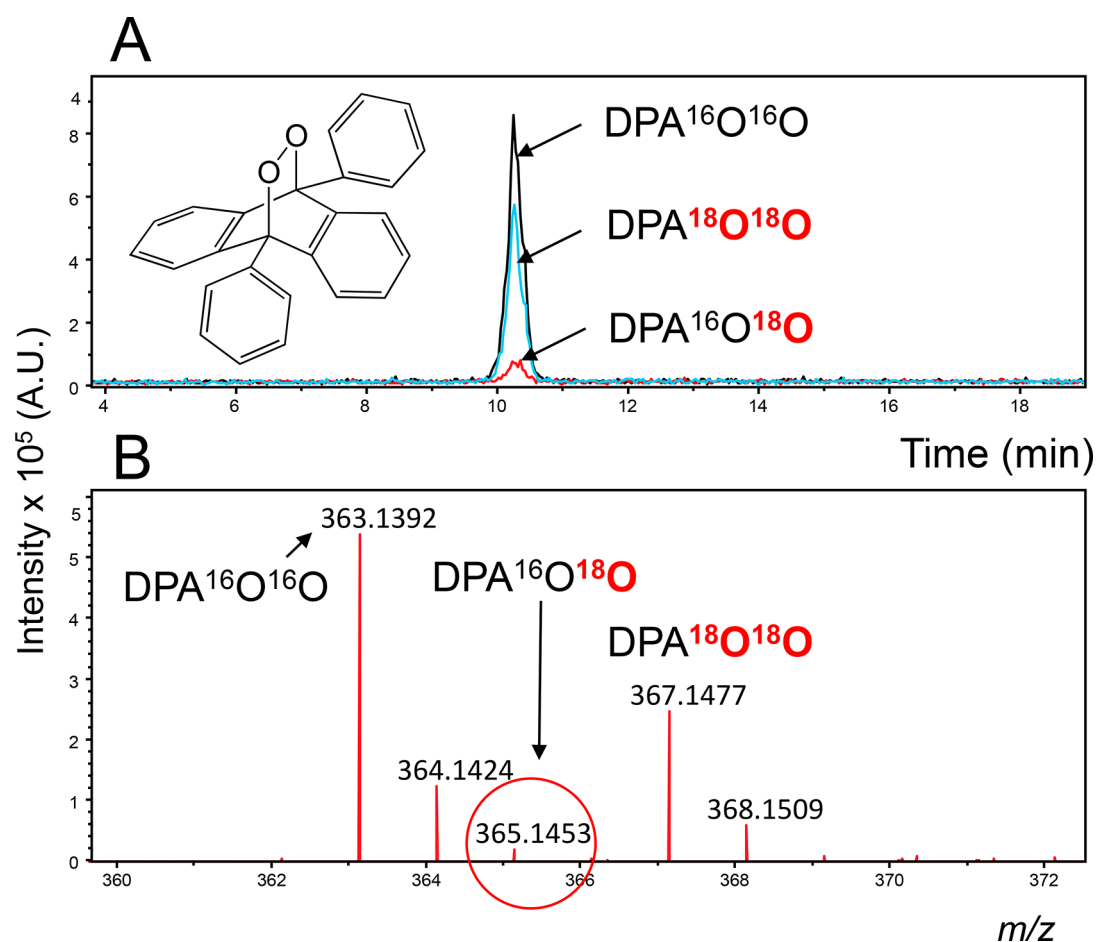 A
4
8
6
4
2
0
O
O
DPA¹⁶O¹⁶O
DPA¹⁸O¹⁸O
DPA¹⁶O¹⁸O
4 6 8 10 12 14 16 18
Time (min)
Intensity x 10⁵ (A.U.)
B
5
5
4
3
2
1
0
363.1392
DPA¹⁶O¹⁶O
DPA¹⁶O¹⁸O
DPA¹⁸O¹⁸O
367.1477
364.1424
365.1453
368.1509
360 362 364 366 368 370 372
m/z